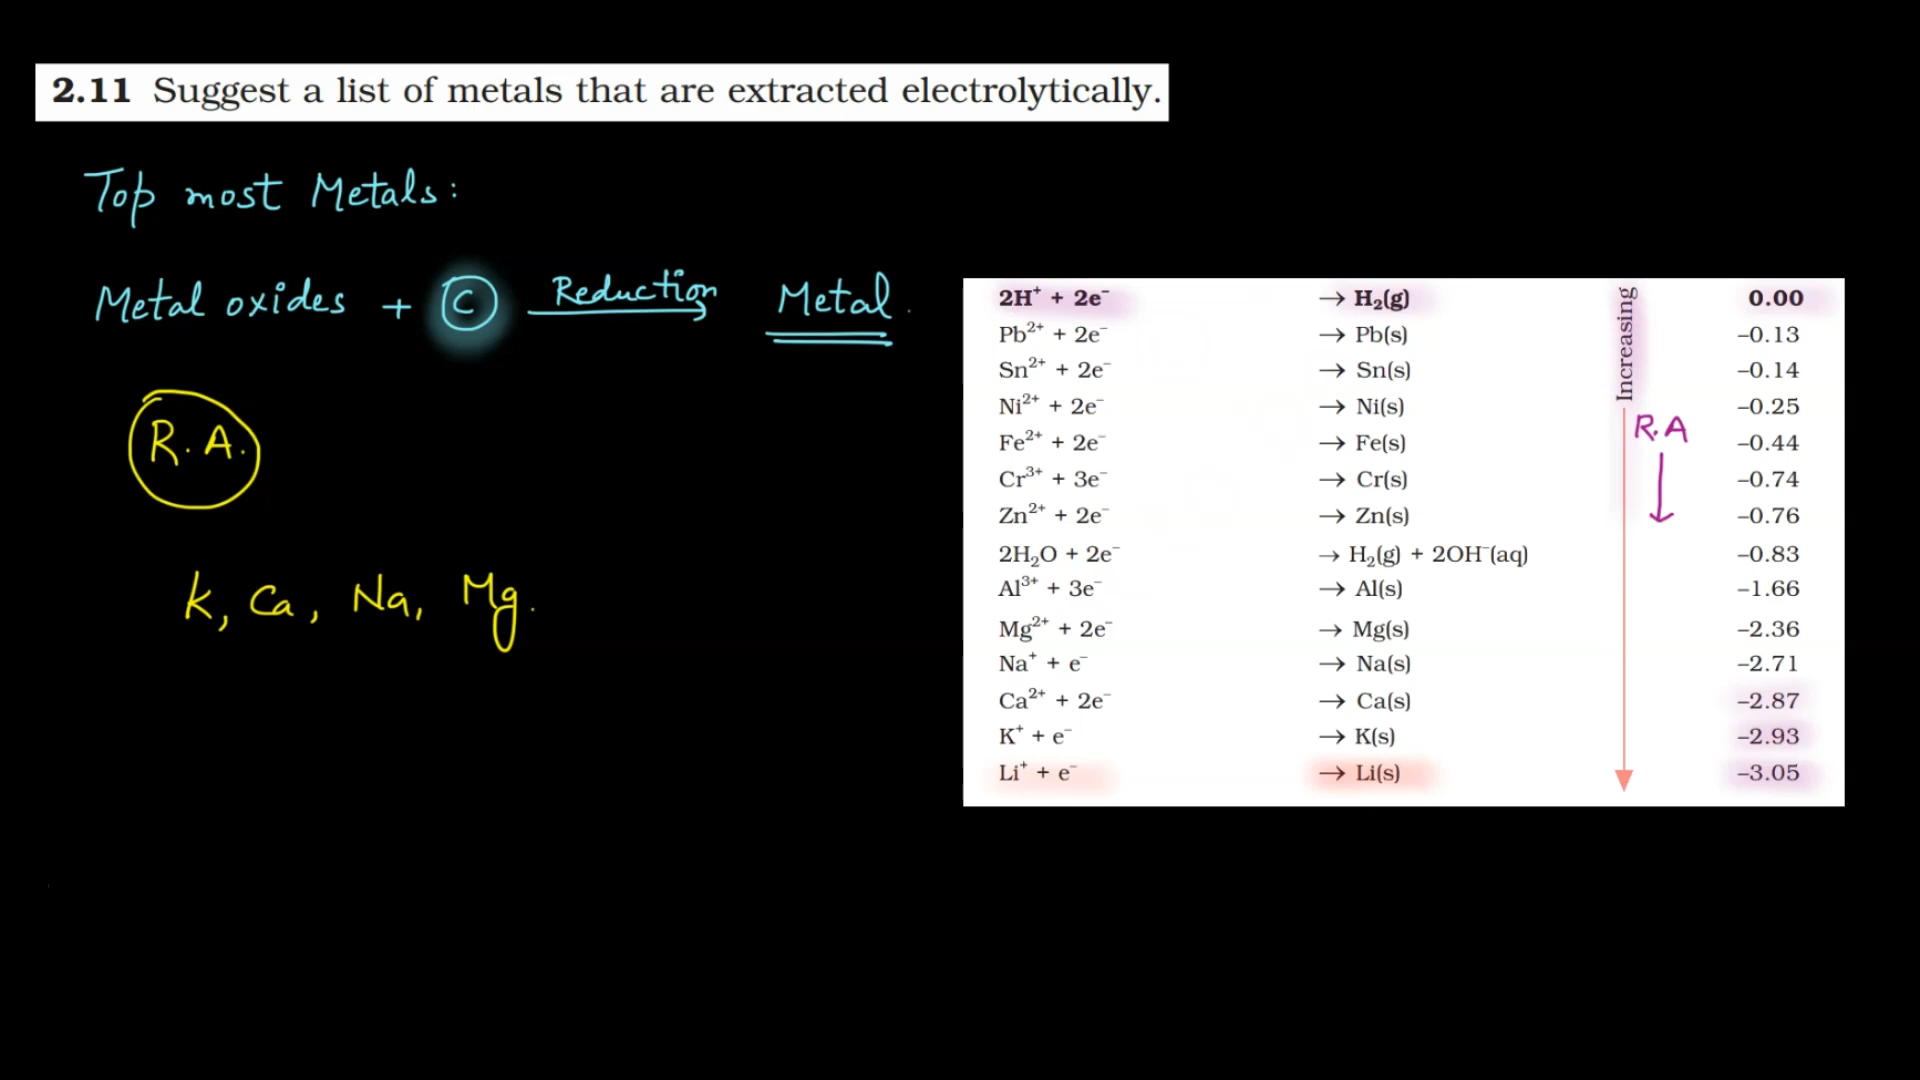 2.11 Suggest a list of metals that are extracted electrolytically.
Top most Metals:
Metal oxides + C Reduction Metal.
R.A.
K, Ca, Na, Mg.
2H⁺ + 2e⁻ → H₂(g) 0.00
Pb²⁺ + 2e⁻ → Pb(s) –0.13
Sn²⁺ + 2e⁻ → Sn(s) –0.14
Ni²⁺ + 2e⁻ → Ni(s) –0.25
Fe²⁺ + 2e⁻ → Fe(s) –0.44
Cr³⁺ + 3e⁻ → Cr(s) –0.74
Zn²⁺ + 2e⁻ → Zn(s) –0.76
2H₂O + 2e⁻ → H₂(g) + 2OH⁻(aq) –0.83
Al³⁺ + 3e⁻ → Al(s) –1.66
Mg²⁺ + 2e⁻ → Mg(s) –2.36
Na⁺ + e⁻ → Na(s) –2.71
Ca²⁺ + 2e⁻ → Ca(s) –2.87
K⁺ + e⁻ → K(s) –2.93
Li⁺ + e⁻ → Li(s) –3.05
Increasing
R.A